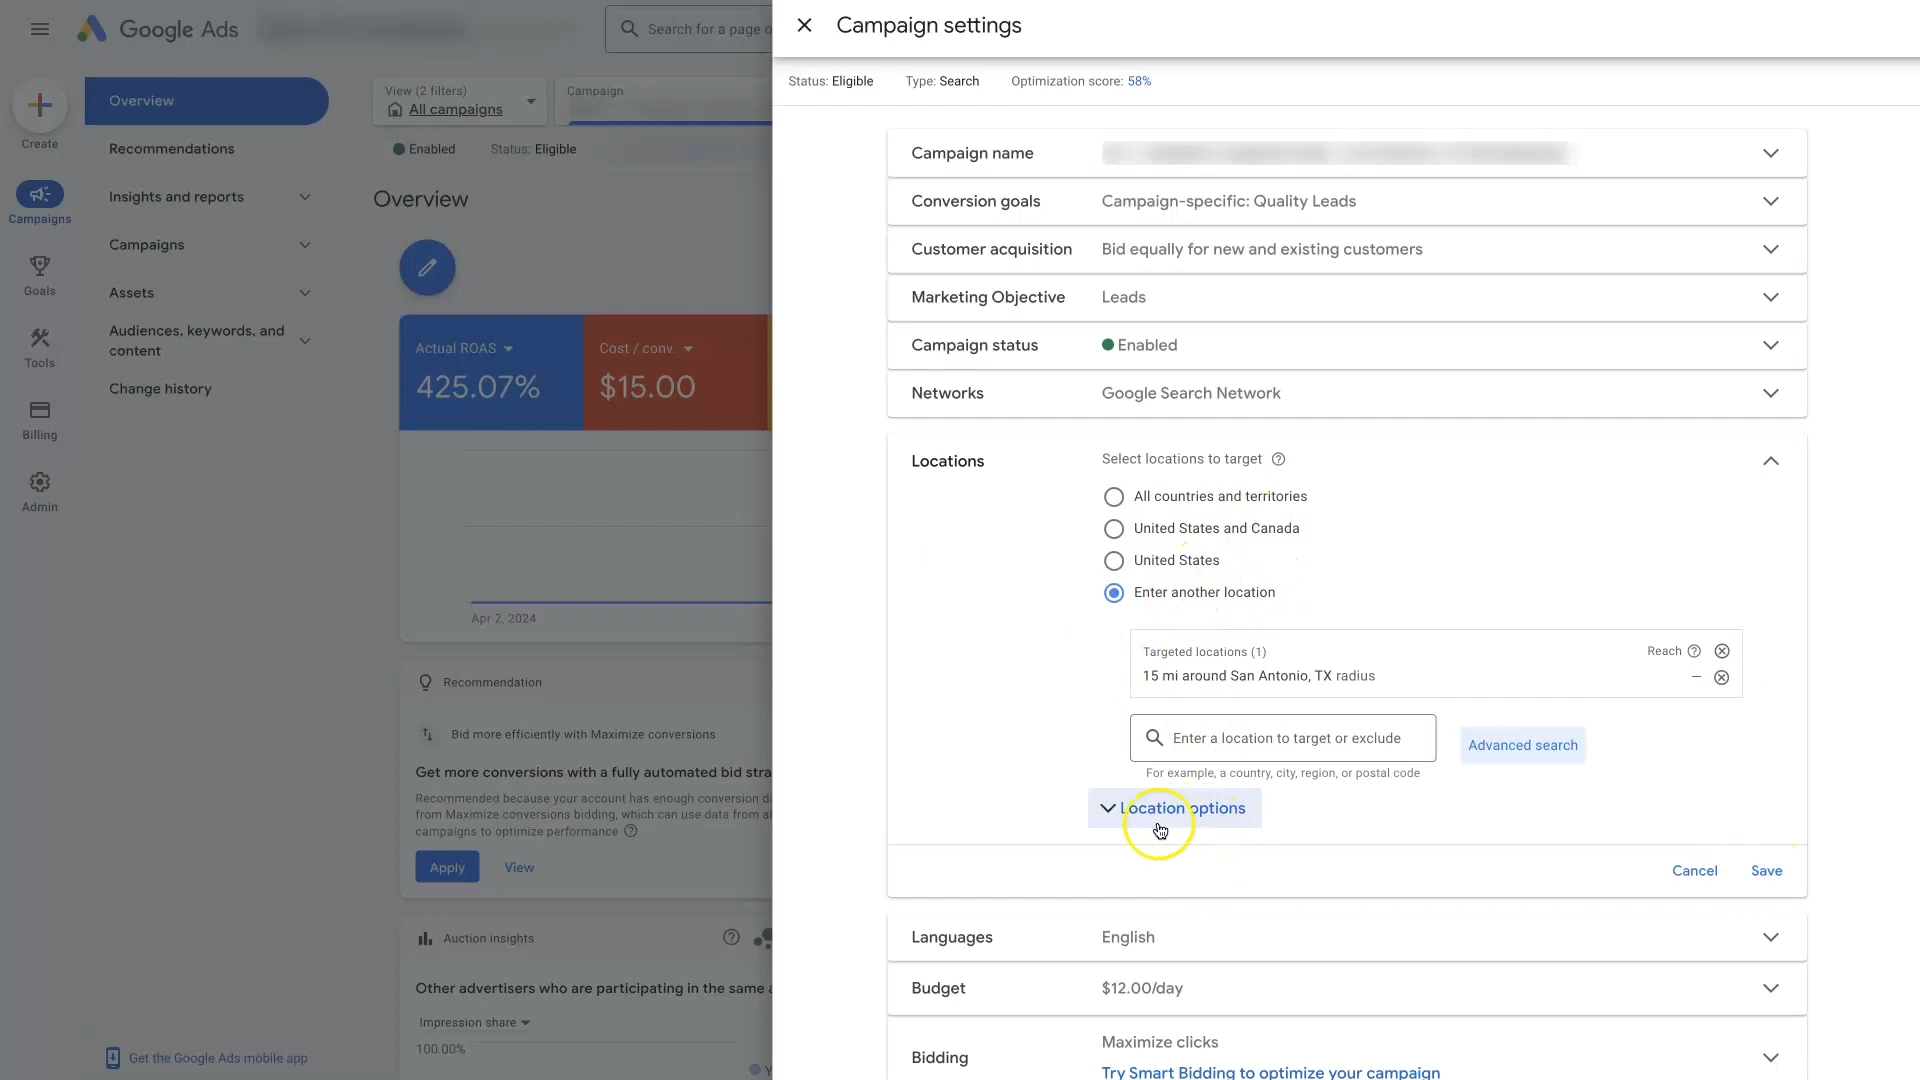 Google Ads
Search for a page o
Create
Campaigns
Goals
Tools
Billing
Admin
Overview
Recommendations
Insights and reports
Campaigns
Assets
Audiences, keywords, and
content
Change history
Get the Google Ads mobile app
View (2 filters)
All campaigns
Campaign
Enabled
Status: Eligible
Overview
Actual ROAS
425.07%
Cost / conv.
$15.00
Apr 2, 2024
Recommendation
Bid more efficiently with Maximize conversions
Get more conversions with a fully automated bid stra
Recommended because your account has enough conversion da
from Maximize conversions bidding, which can use data from al
campaigns to optimize performance
Apply
View
Auction insights
Other advertisers who are participating in the same a
Impression share
100.00%
Y
Campaign settings
Status: Eligible
Type: Search
Optimization score: 58%
Campaign name
Conversion goals
Campaign-specific: Quality Leads
Customer acquisition
Bid equally for new and existing customers
Marketing Objective
Leads
Campaign status
Enabled
Networks
Google Search Network
Locations
Select locations to target
All countries and territories
United States and Canada
United States
Enter another location
Targeted locations (1)
Reach
15 mi around San Antonio, TX radius
–
Enter a location to target or exclude
Advanced search
For example, a country, city, region, or postal code
Location options
Cancel
Save
Languages
English
Budget
$12.00/day
Bidding
Maximize clicks
Try Smart Bidding to optimize your campaign